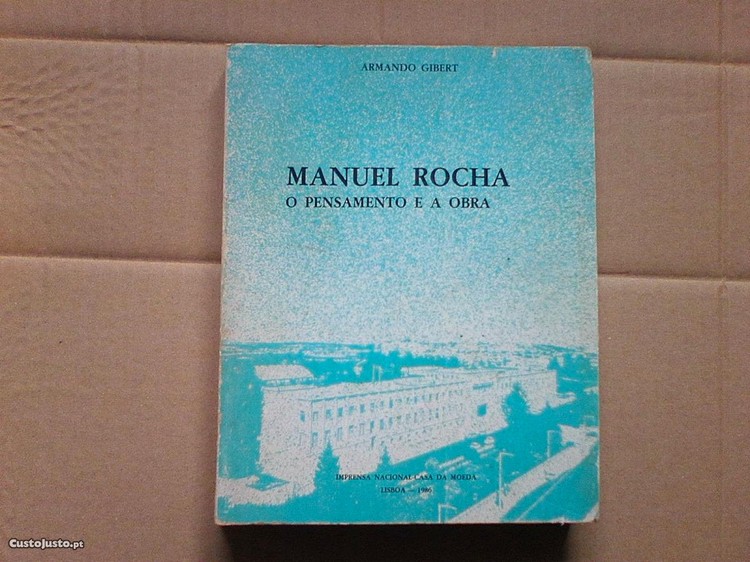 ARMANDO GIBERT
MANUEL ROCHA
O PENSAMENTO E A OBRA
IMPRENSA NACIONAL-CASA DA MOEDA
LISBOA — 1986
CustoJusto.pt